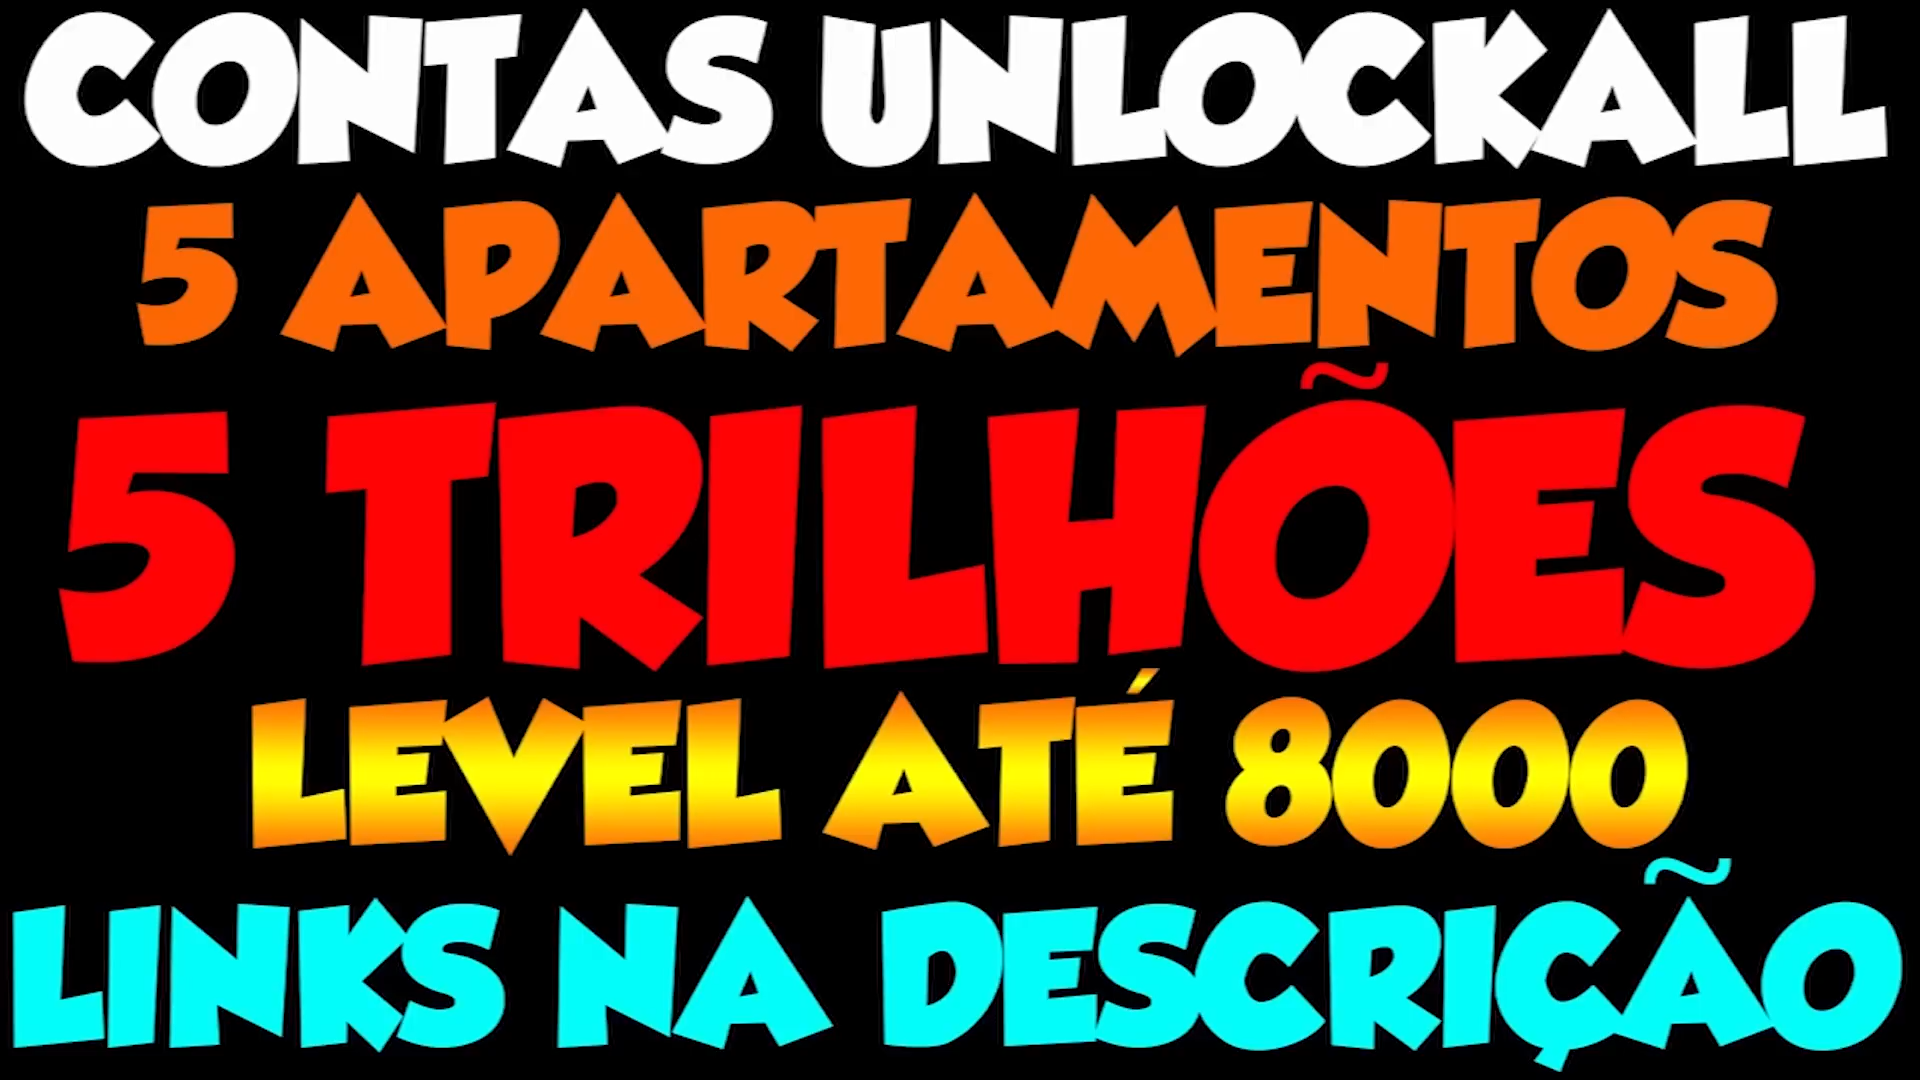 CONTAS UNLOCKALL
5 APARTAMENTOS
5 TRILHÕES
LEVEL ATÉ 8000
LINKS NA DESCRIÇÃO